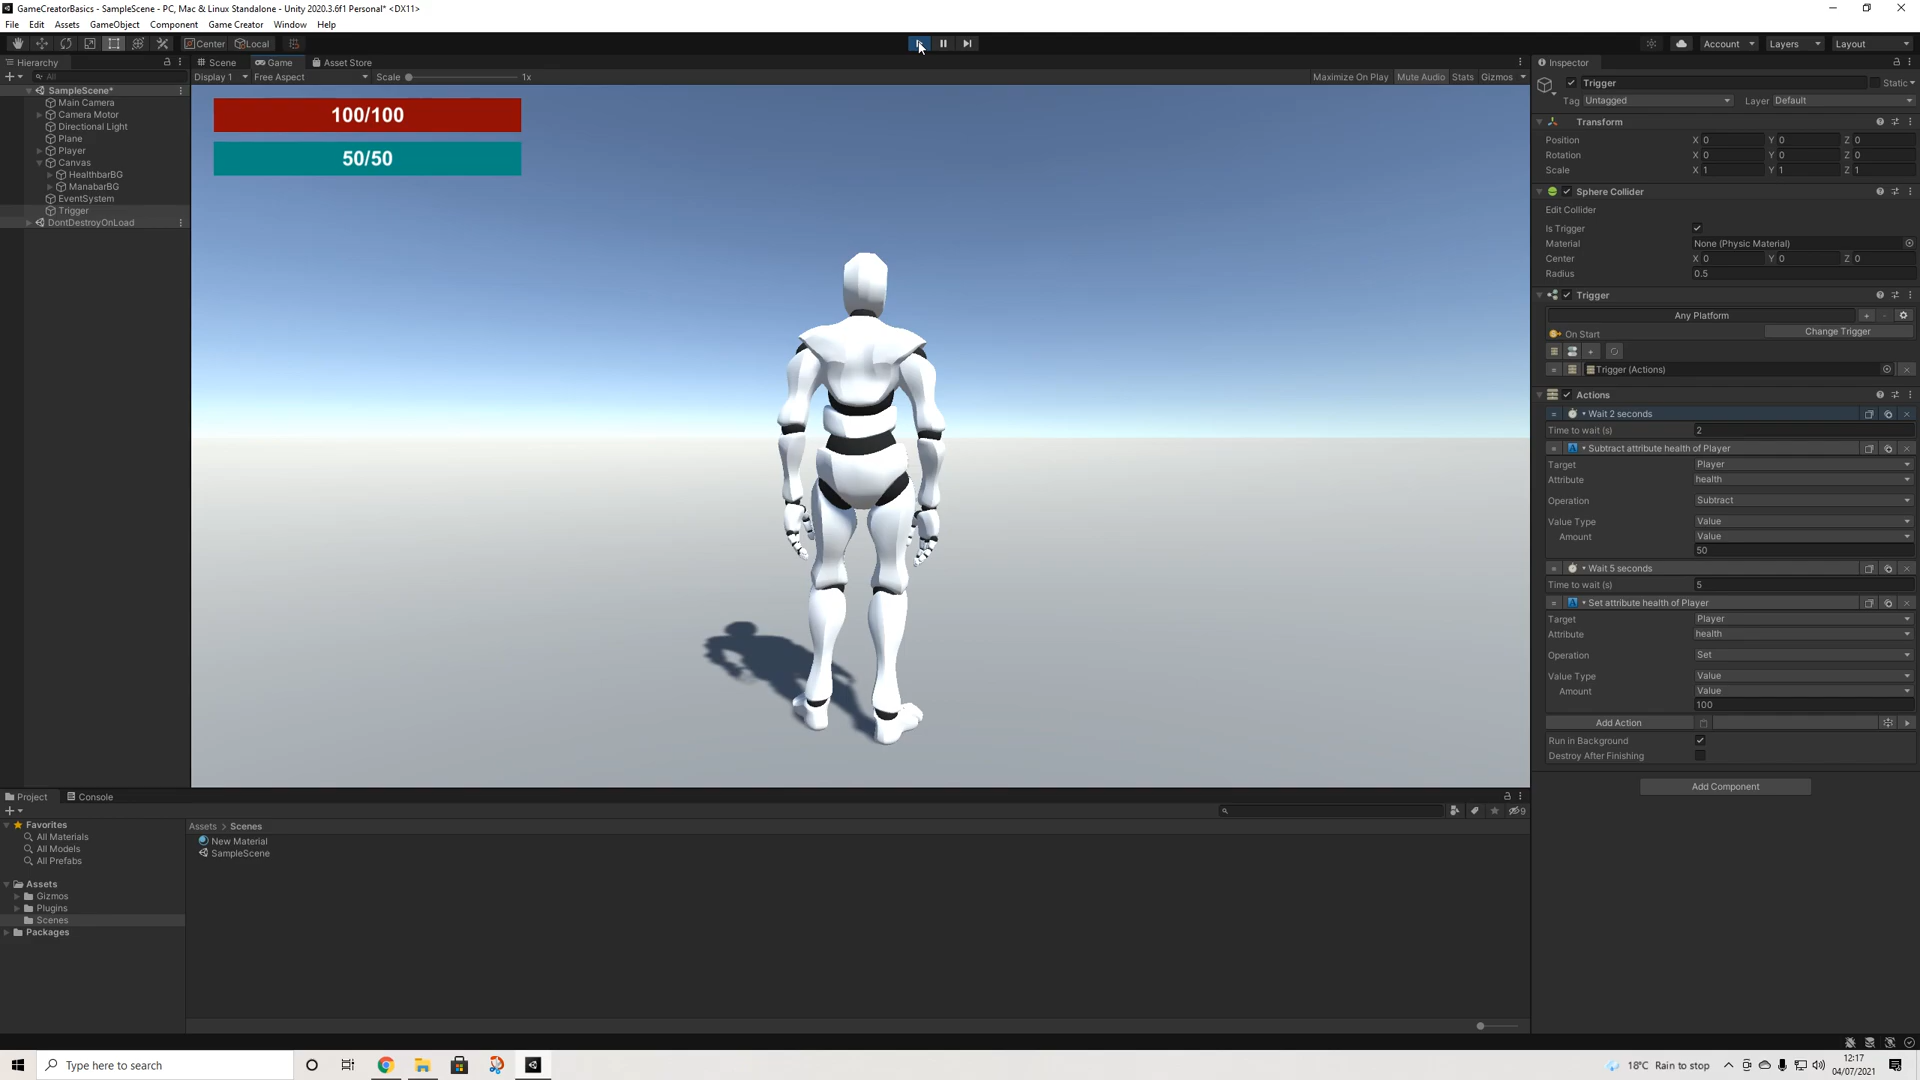 GameCreatorBasics - SampleScene - PC, Mac & Linux Standalone - Unity 2020.3.6f1 Personal* <DX11>
File Edit Assets GameObject Component Game Creator Window Help
Center Local Account Layers Layout
Hierarchy
All
SampleScene*
Main Camera
Camera Motor
Directional Light
Plane
Player
Canvas
HealthbarBG
ManabarBG
EventSystem
Trigger
DontDestroyOnLoad
Scene Game Asset Store
Display 1 Free Aspect Scale 1x Maximize On Play Mute Audio Stats Gizmos
100/100
50/50
Inspector
Trigger Static
Tag Untagged Layer Default
Transform
Position X 0 Y 0 Z 0
Rotation X 0 Y 0 Z 0
Scale X 1 Y 1 Z 1
Sphere Collider
Edit Collider
Is Trigger
Material None (Physic Material)
Center X 0 Y 0 Z 0
Radius 0.5
Trigger
Any Platform
On Start Change Trigger
Trigger (Actions)
Actions
Wait 2 seconds
Time to wait (s) 2
Subtract attribute health of Player
Target Player
Attribute health
Operation Subtract
Value Type Value
Amount Value
50
Wait 5 seconds
Time to wait (s) 5
Set attribute health of Player
Target Player
Attribute health
Operation Set
Value Type Value
Amount Value
100
Add Action
Run in Background
Destroy After Finishing
Add Component
Project Console
Favorites
All Materials
All Models
All Prefabs
Assets
Gizmos
Plugins
Scenes
Packages
Assets > Scenes
New Material
SampleScene
9
Type here to search
18°C Rain to stop
12:17
04/07/2021